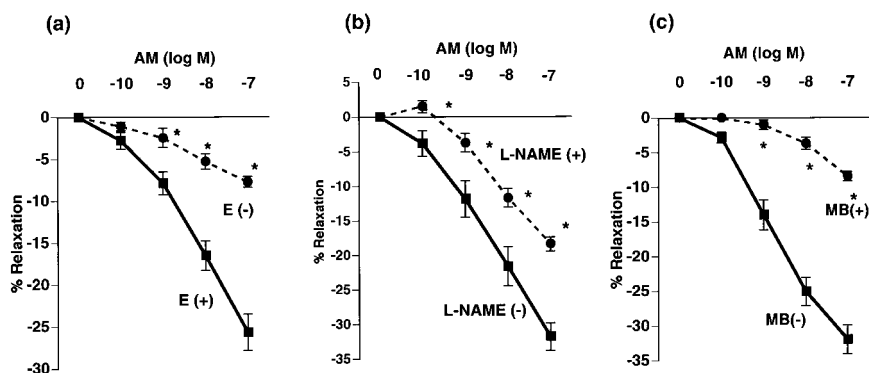 (a)
AM (log M)
0 -10 -9 -8 -7
% Relaxation
0
-5
-10
-15
-20
-25
-30
*
*
*
E (-)
E (+)
(b)
AM (log M)
0 -10 -9 -8 -7
% Relaxation
5
0
-5
-10
-15
-20
-25
-30
-35
*
*
*
*
L-NAME (+)
L-NAME (-)
(c)
AM (log M)
0 -10 -9 -8 -7
% Relaxation
5
0
-5
-10
-15
-20
-25
-30
-35
*
*
*
MB(+)
MB(-)